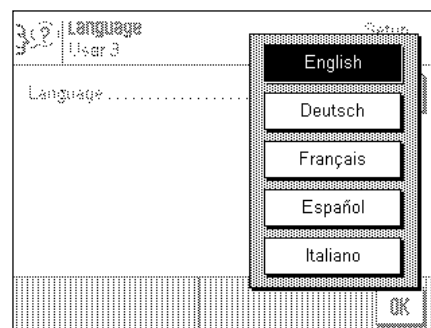 Language
User 3
Setup
Language..............
English
Deutsch
Français
Español
Italiano
OK